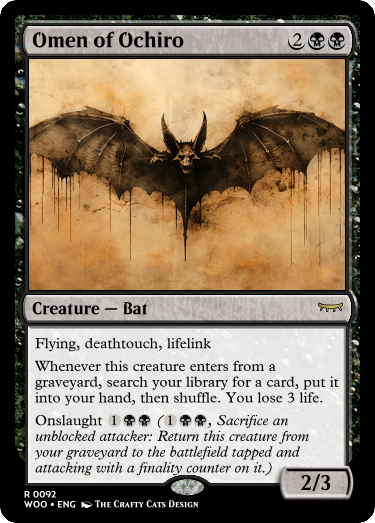 Omen of Ochiro 2
Creature — Bat
Flying, deathtouch, lifelink
Whenever this creature enters from a
graveyard, search your library for a card, put it
into your hand, then shuffle. You lose 3 life.
Onslaught 1 (1, Sacrifice an
unblocked attacker: Return this creature from
your graveyard to the battlefield tapped and
attacking with a finality counter on it.)
2/3
R 0092
WOO • ENG The Crafty Cats Design